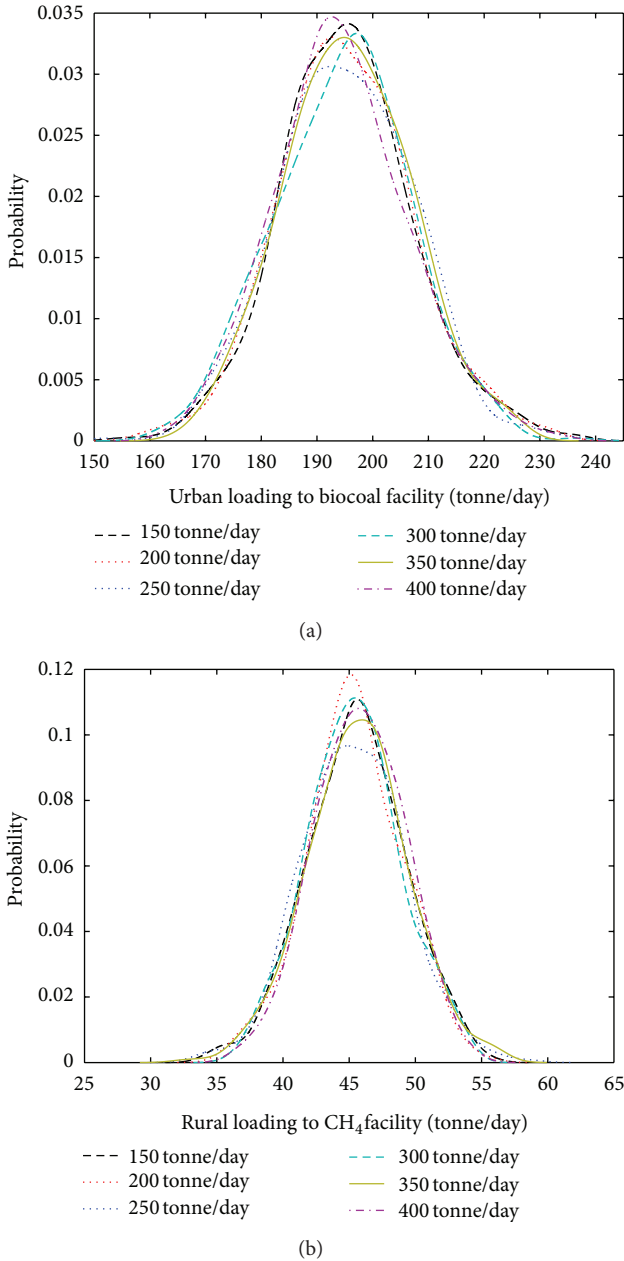 0.035
0.03
0.025
0.02
0.015
0.01
0.005
0
Probability
150 160 170 180 190 200 210 220 230 240
Urban loading to biocoal facility (tonne/day)
150 tonne/day 300 tonne/day
200 tonne/day 350 tonne/day
250 tonne/day 400 tonne/day
(a)
0.12
0.1
0.08
0.06
0.04
0.02
0
Probability
25 30 35 40 45 50 55 60 65
Rural loading to CH₄facility (tonne/day)
150 tonne/day 300 tonne/day
200 tonne/day 350 tonne/day
250 tonne/day 400 tonne/day
(b)